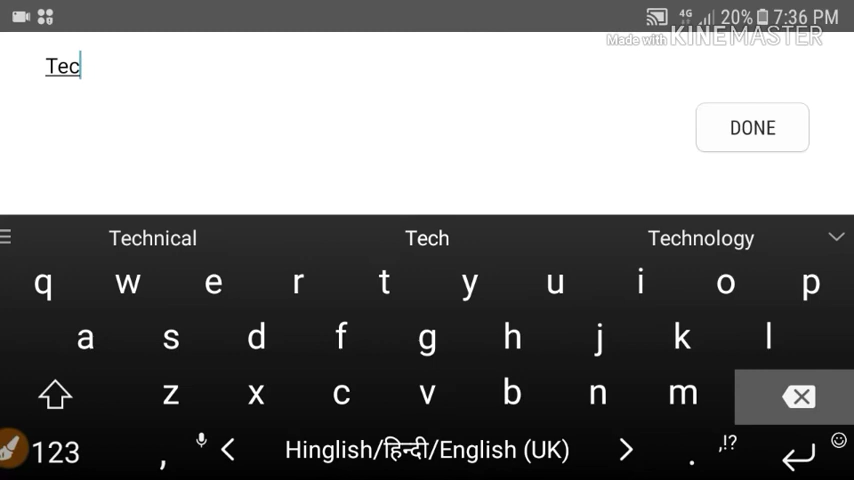 4G 20% 7:36 PM
Made with KINEMASTER
Tec
DONE
Technical Tech Technology
q w e r t y u i o p
a s d f g h j k l
z x c v b n m
123 , < Hinglish/हिन्दी/English (UK) > . ,!?